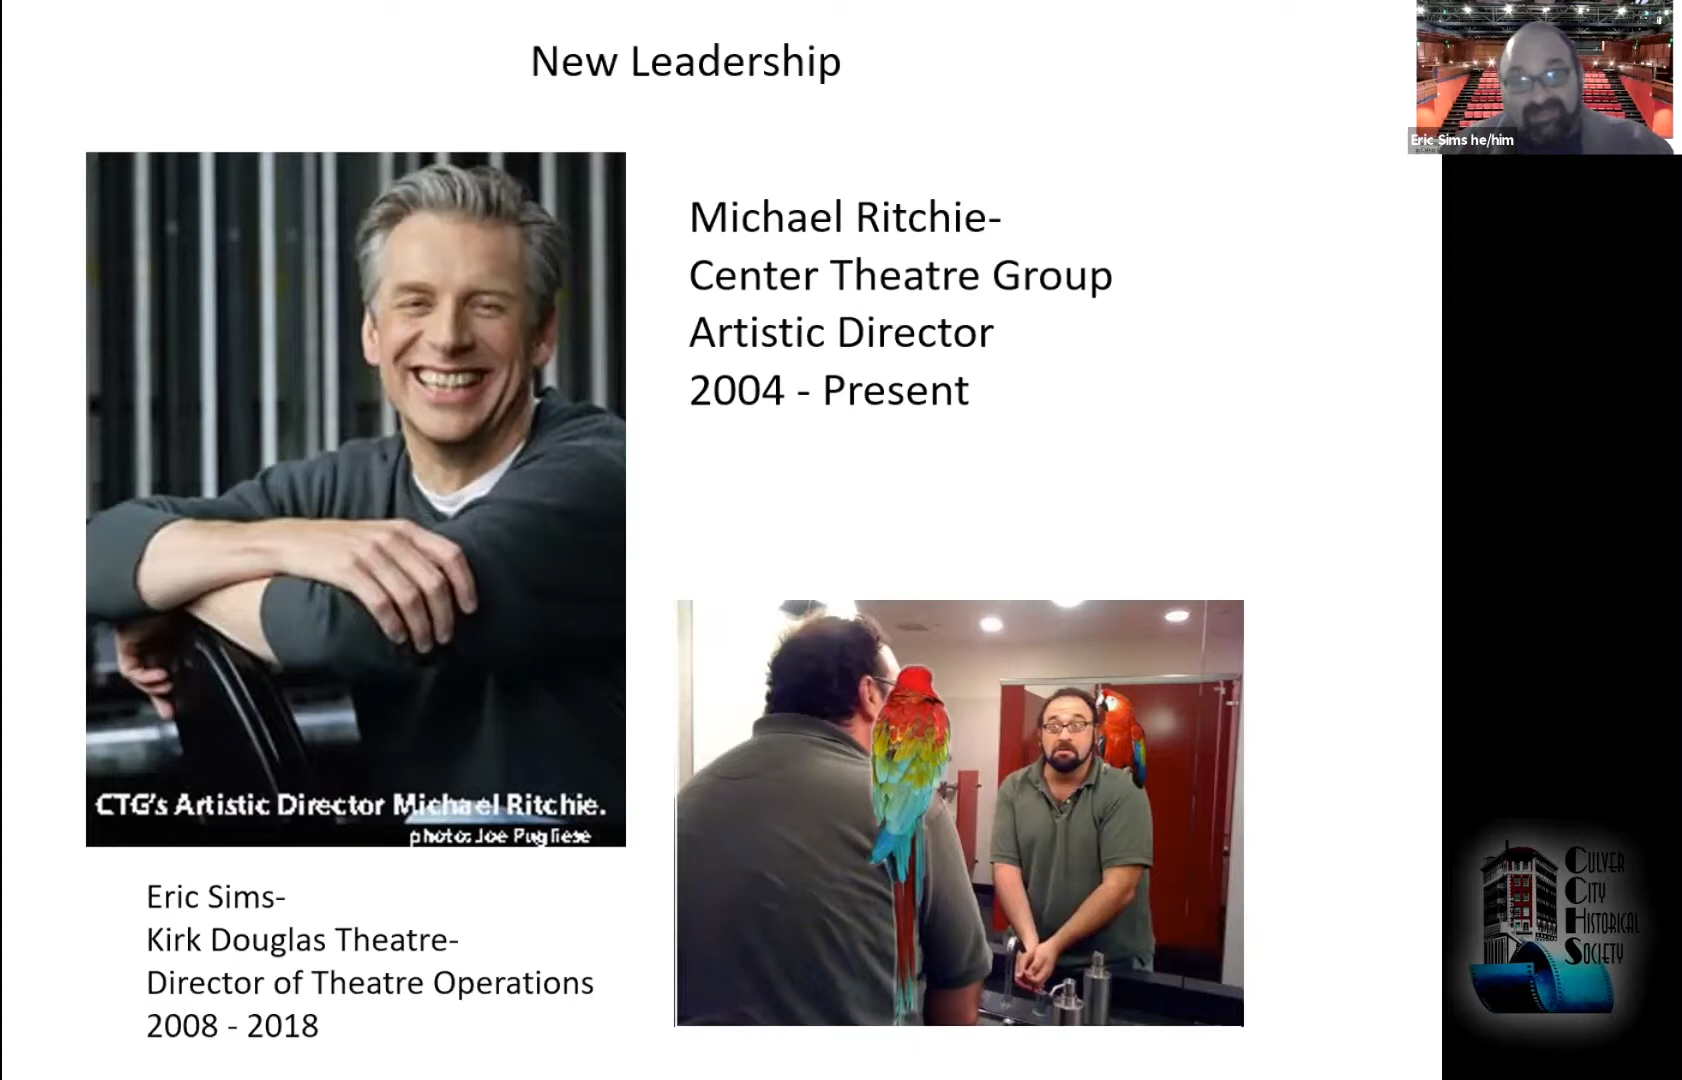 New Leadership
Eric Sims he/him
Michael Ritchie-
Center Theatre Group
Artistic Director
2004 - Present
CTG's Artistic Director Michael Ritchie.
photo: Joe Pugliese
Eric Sims-
Kirk Douglas Theatre-
Director of Theatre Operations
2008 - 2018
CULVER
CITY
HISTORICAL
SOCIETY